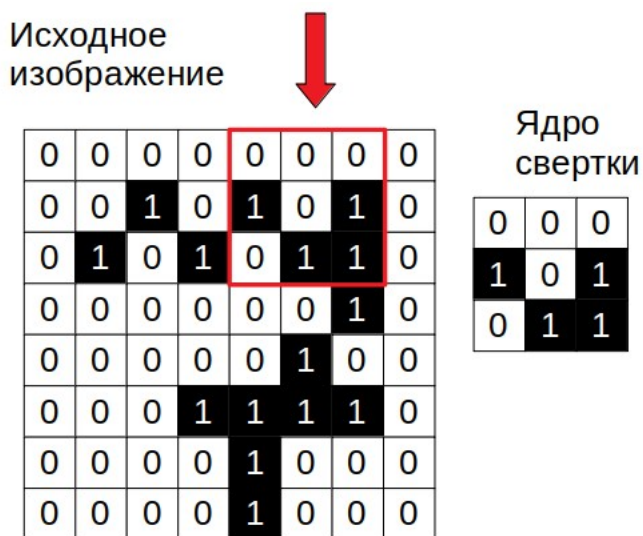 Исходное
изображение
Ядро
свертки
0 0 0 0 0 0 0 0
0 0 1 0 1 0 1 0
0 1 0 1 0 1 1 0
0 0 0 0 0 0 1 0
0 0 0 0 0 1 0 0
0 0 0 1 1 1 1 0
0 0 0 0 1 0 0 0
0 0 0 0 1 0 0 0
0 0 0
1 0 1
0 1 1